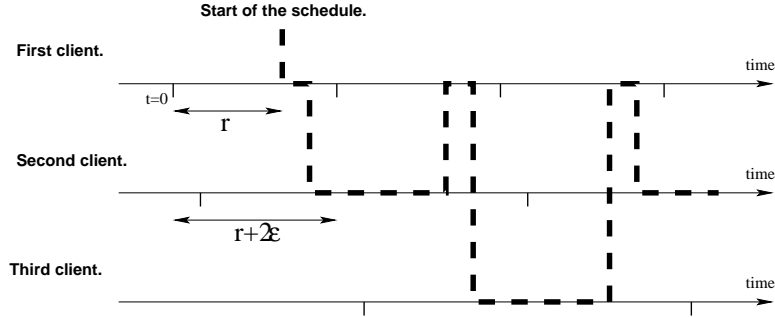 Start of the schedule.
First client.
time
t=0
r
Second client.
time
r+2ε
Third client.
time